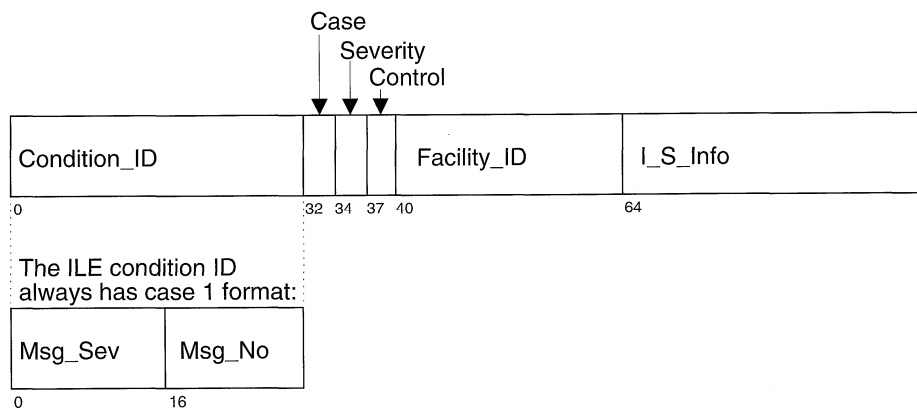 Case
Severity
Control
Condition_ID Facility_ID I_S_Info
0 32 34 37 40 64
The ILE condition ID
always has case 1 format:
Msg_Sev Msg_No
0 16